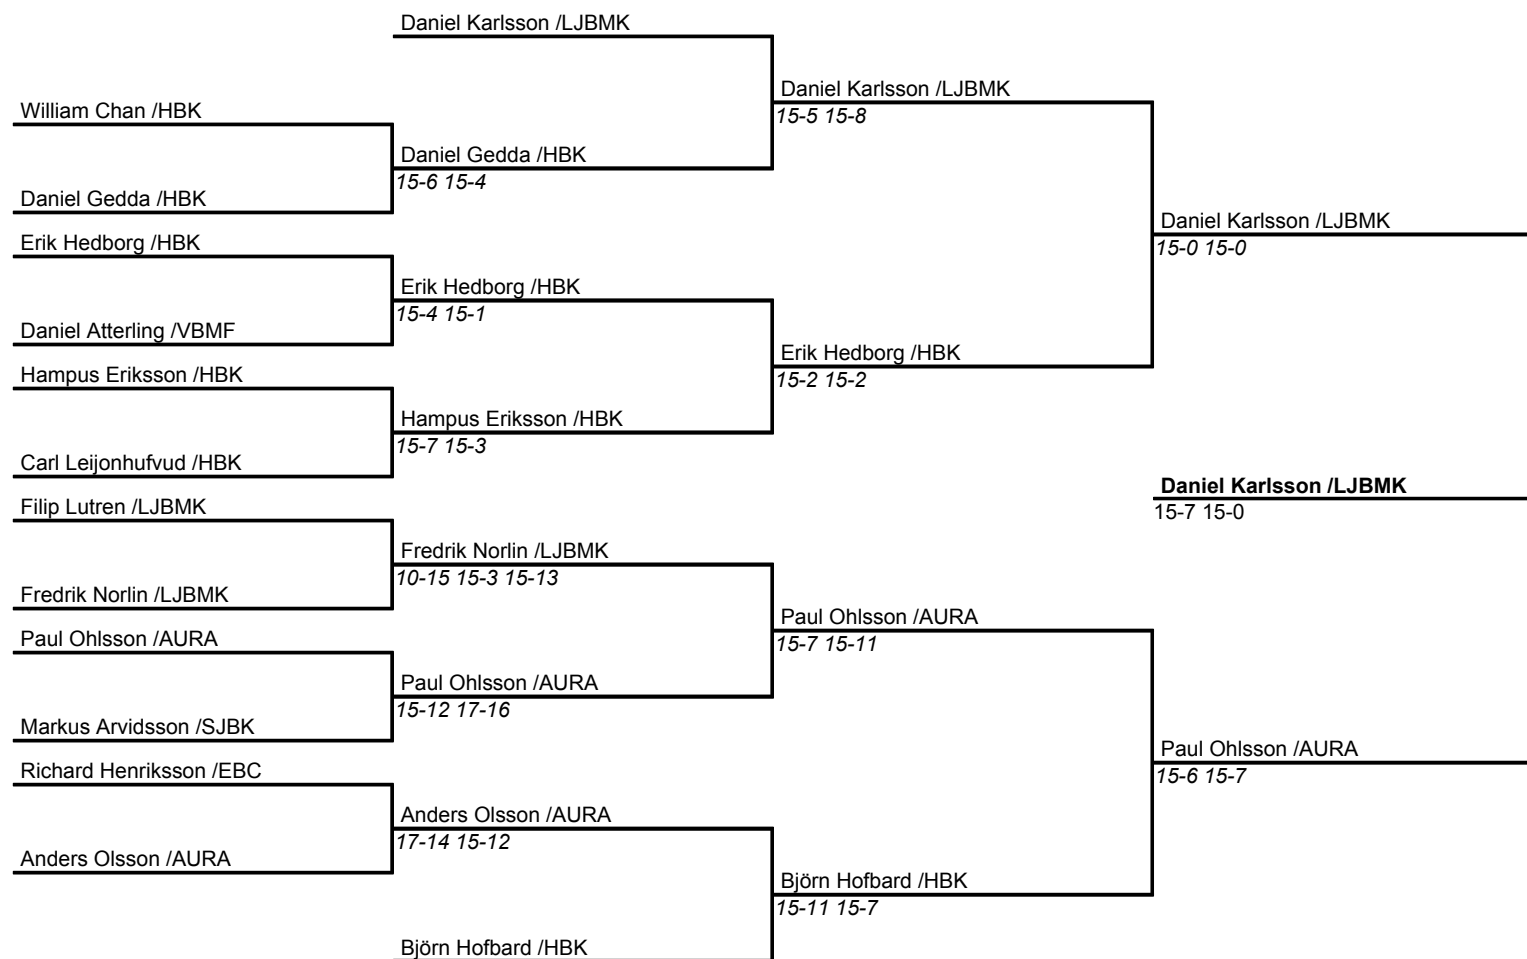 Daniel Karlsson /LJBMK
Daniel Karlsson /LJBMK
William Chan /HBK
15-5 15-8
Daniel Gedda /HBK
15-6 15-4
Daniel Gedda /HBK
Daniel Karlsson /LJBMK
Erik Hedborg /HBK
15-0 15-0
Erik Hedborg /HBK
15-4 15-1
Daniel Atterling /VBMF
Erik Hedborg /HBK
Hampus Eriksson /HBK
15-2 15-2
Hampus Eriksson /HBK
15-7 15-3
Carl Leijonhufvud /HBK
Daniel Karlsson /LJBMK
Filip Lutren /LJBMK
15-7 15-0
Fredrik Norlin /LJBMK
10-15 15-3 15-13
Fredrik Norlin /LJBMK
Paul Ohlsson /AURA
Paul Ohlsson /AURA
15-7 15-11
Paul Ohlsson /AURA
15-12 17-16
Markus Arvidsson /SJBK
Paul Ohlsson /AURA
Richard Henriksson /EBC
15-6 15-7
Anders Olsson /AURA
17-14 15-12
Anders Olsson /AURA
Björn Hofbard /HBK
15-11 15-7
Björn Hofbard /HBK